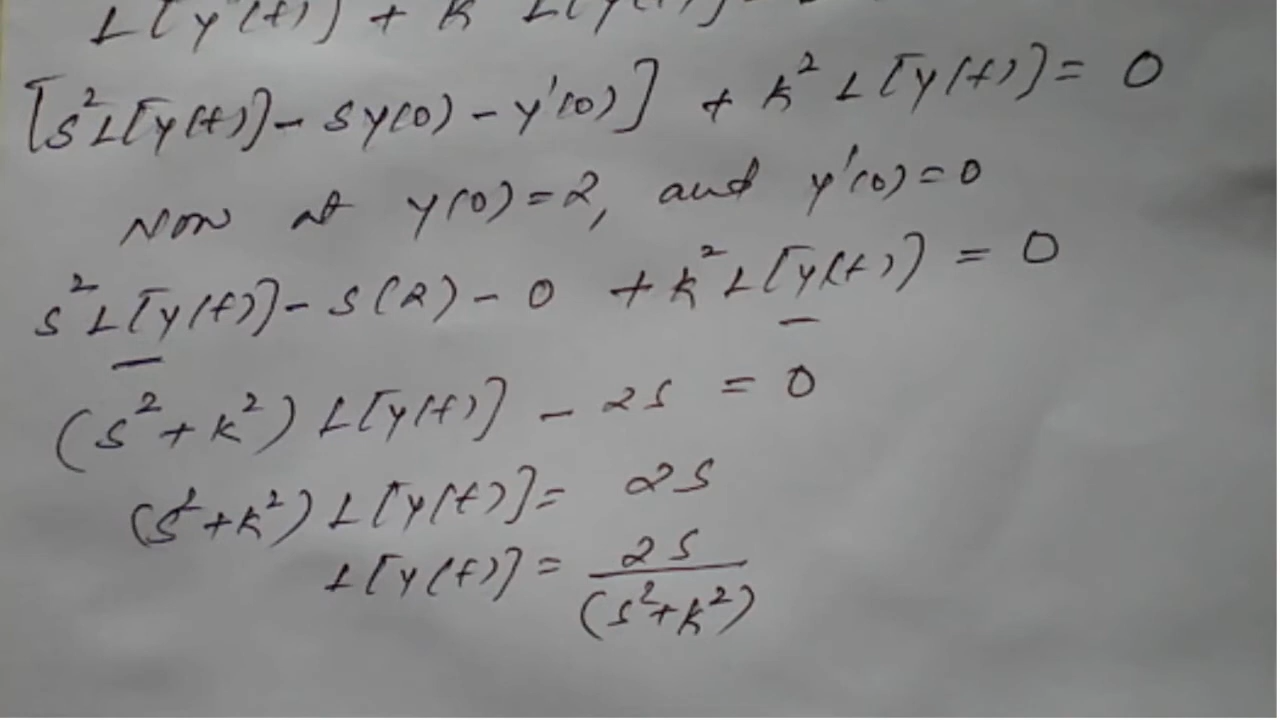 [s²L[y(t)] - sy(0) - y'(0)] + k² L[y(t)] = 0
Now at y(0) = 2, and y'(0) = 0
s²L[y(t)] - s(2) - 0 + k² L[y(t)] = 0
(s² + k²) L[y(t)] - 2s = 0
(s² + k²) L[y(t)] = 2s
L[y(t)] = 2s / (s² + k²)